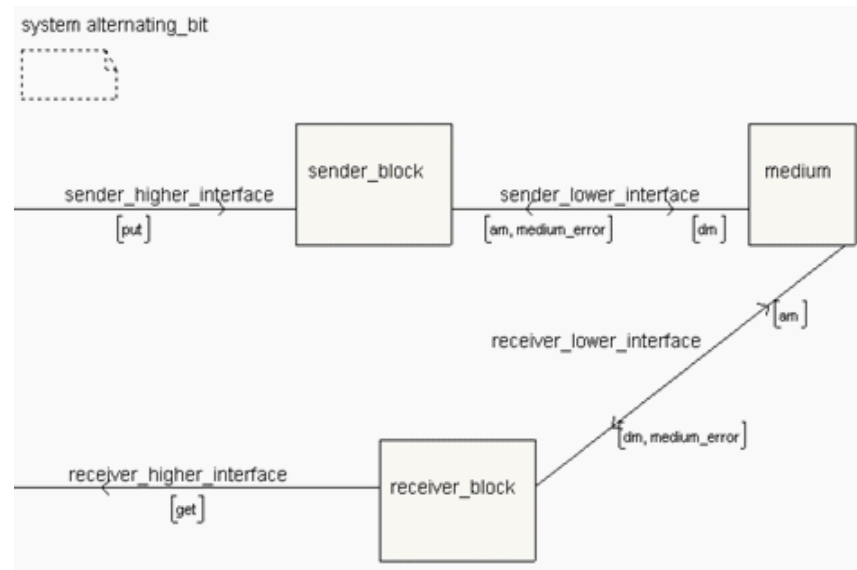 system alternating_bit
sender_block
medium
sender_higher_interface
sender_lower_interface
[put]
[am, medium_error]
[dm]
[am]
receiver_lower_interface
[dm, medium_error]
receiver_higher_interface
receiver_block
[get]